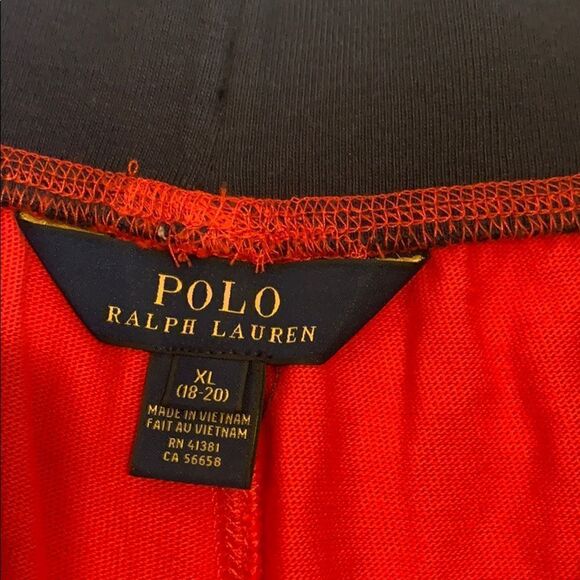 POLO
RALPH LAUREN
XL
(18-20)
MADE IN VIETNAM
FAIT AU VIETNAM
RN 41381
CA 56658